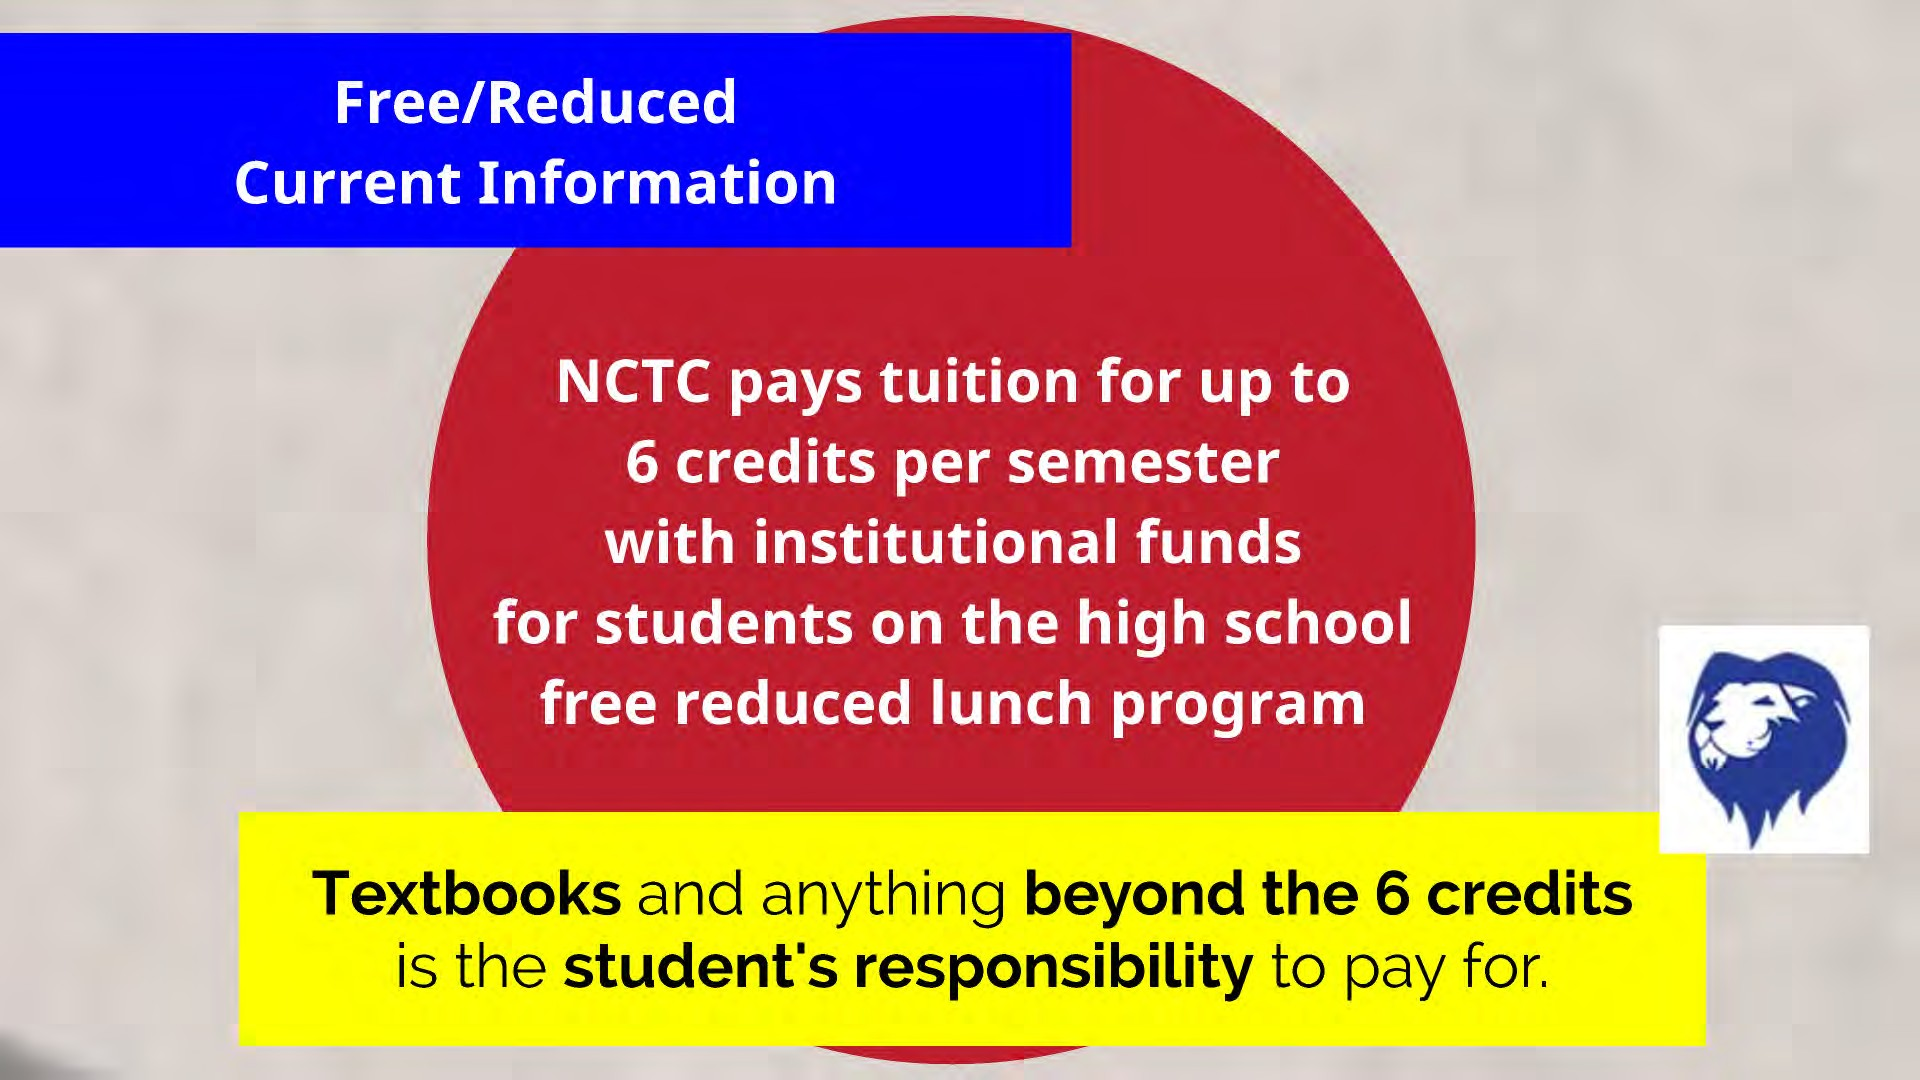 Free/Reduced
Current Information
NCTC pays tuition for up to
6 credits per semester
with institutional funds
for students on the high school
free reduced lunch program
Textbooks and anything beyond the 6 credits
is the student's responsibility to pay for.